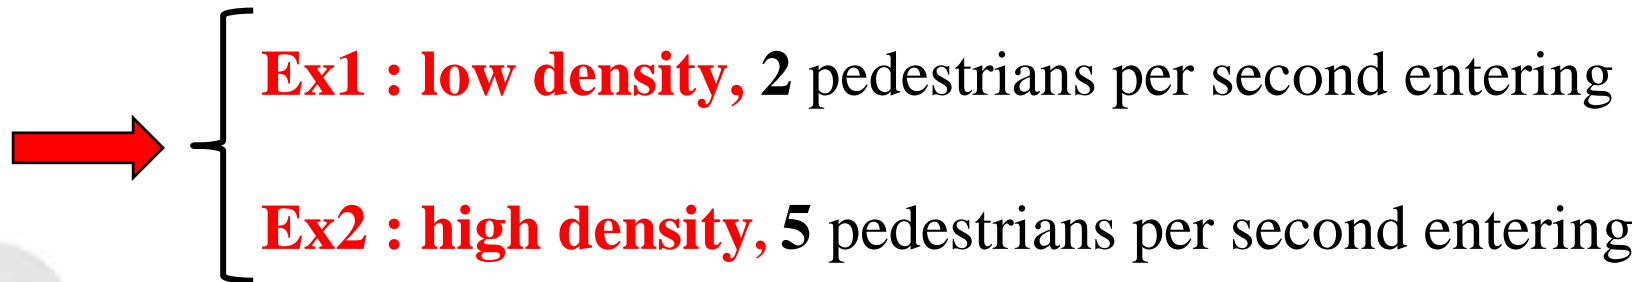 Ex1 : low density, 2 pedestrians per second entering
Ex2 : high density, 5 pedestrians per second entering